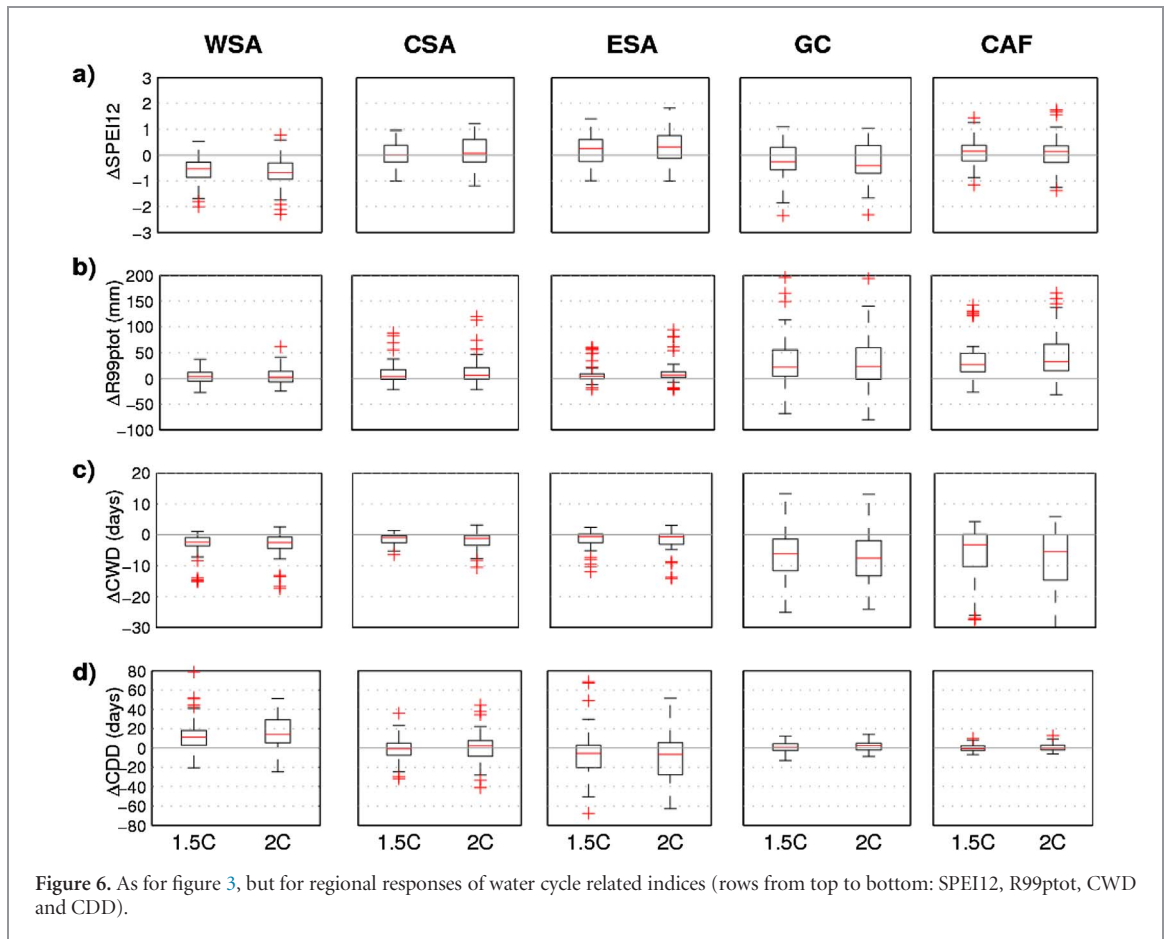 WSA CSA ESA GC CAF
a)
ΔSPEI12
3
2
1
0
−1
−2
−3
b)
ΔR99ptot (mm)
200
150
100
50
0
−50
−100
c)
ΔCWD (days)
20
10
0
−10
−20
−30
d)
ΔCDD (days)
80
60
40
20
0
−20
−40
−60
−80
1.5C 2C 1.5C 2C 1.5C 2C 1.5C 2C 1.5C 2C
Figure 6. As for figure 3, but for regional responses of water cycle related indices (rows from top to bottom: SPEI12, R99ptot, CWD
and CDD).